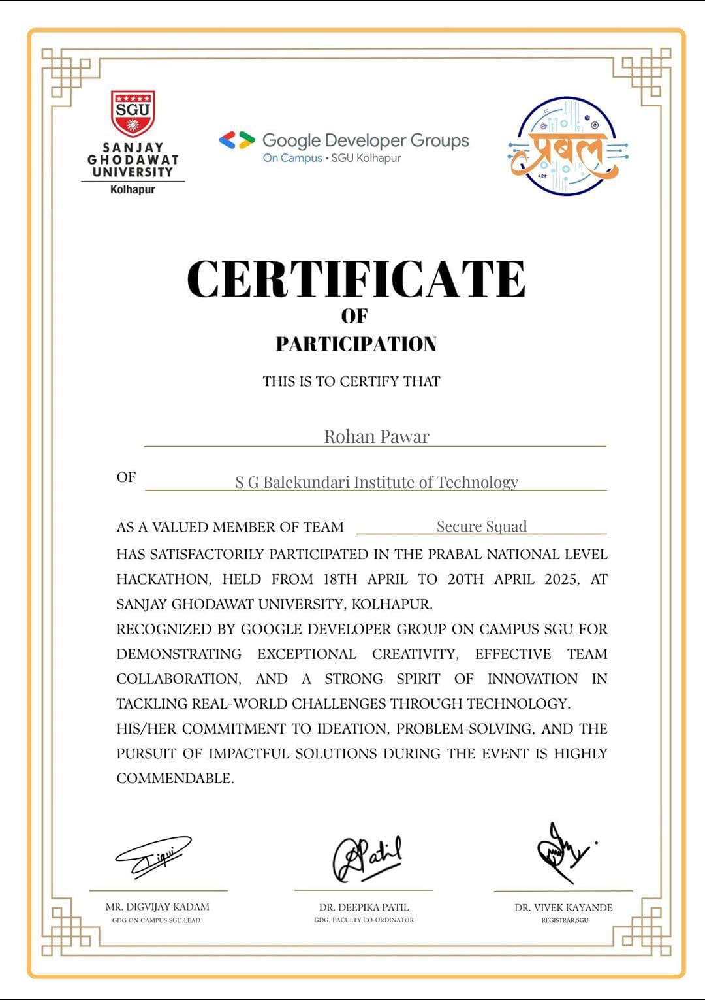 SGU
SANJAY
GHODAWAT
UNIVERSITY
Kolhapur
Google Developer Groups
On Campus • SGU Kolhapur
प्रबल
404
CERTIFICATE
OF
PARTICIPATION
THIS IS TO CERTIFY THAT
Rohan Pawar
OF S G Balekundari Institute of Technology
AS A VALUED MEMBER OF TEAM Secure Squad
HAS SATISFACTORILY PARTICIPATED IN THE PRABAL NATIONAL LEVEL
HACKATHON, HELD FROM 18TH APRIL TO 20TH APRIL 2025, AT
SANJAY GHODAWAT UNIVERSITY, KOLHAPUR.
RECOGNIZED BY GOOGLE DEVELOPER GROUP ON CAMPUS SGU FOR
DEMONSTRATING EXCEPTIONAL CREATIVITY, EFFECTIVE TEAM
COLLABORATION, AND A STRONG SPIRIT OF INNOVATION IN
TACKLING REAL-WORLD CHALLENGES THROUGH TECHNOLOGY.
HIS/HER COMMITMENT TO IDEATION, PROBLEM-SOLVING, AND THE
PURSUIT OF IMPACTFUL SOLUTIONS DURING THE EVENT IS HIGHLY
COMMENDABLE.
MR. DIGVIJAY KADAM
GDG ON CAMPUS SGU.LEAD
DR. DEEPIKA PATIL
GDG, FACULTY CO-ORDINATOR
DR. VIVEK KAYANDE
REGISTRAR,SGU